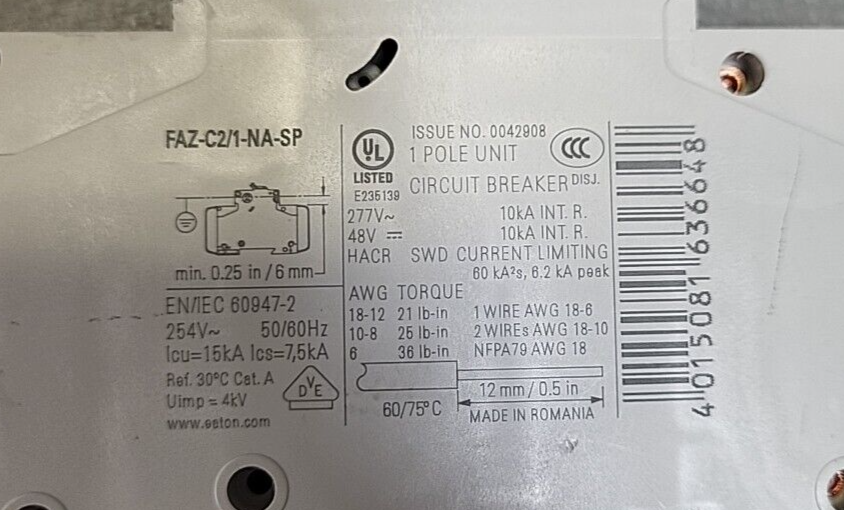 FAZ-C2/1-NA-SP
min. 0.25 in / 6 mm
EN/IEC 60947-2
254V~ 50/60Hz
Icu=15kA Ics=7,5kA
Ref. 30°C Cat. A
Uimp = 4kV
www.eaton.com
DVE
UL
LISTED
E235139
ISSUE NO. 0042908
1 POLE UNIT
CCC
CIRCUIT BREAKER DISJ.
277V~ 10kA INT. R.
48V ⎓ 10kA INT. R.
HACR SWD CURRENT LIMITING
60 kA²s, 6.2 kA peak
AWG TORQUE
18-12 21 lb-in 1 WIRE AWG 18-6
10-8 25 lb-in 2 WIREs AWG 18-10
6 36 lb-in NFPA79 AWG 18
12 mm / 0.5 in
60/75°C
MADE IN ROMANIA
4015081636648